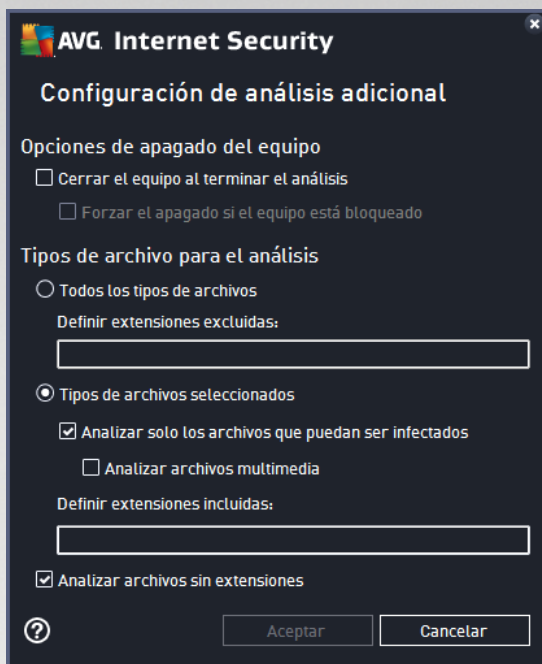 AVG. Internet Security
Configuración de análisis adicional
Opciones de apagado del equipo
Cerrar el equipo al terminar el análisis
Forzar el apagado si el equipo está bloqueado
Tipos de archivo para el análisis
Todos los tipos de archivos
Definir extensiones excluidas:
Tipos de archivos seleccionados
Analizar solo los archivos que puedan ser infectados
Analizar archivos multimedia
Definir extensiones incluidas:
Analizar archivos sin extensiones
Aceptar
Cancelar